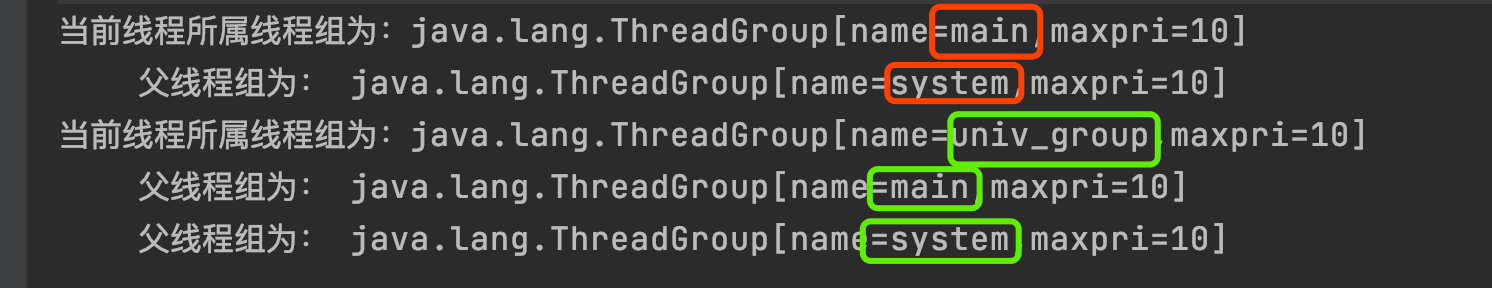 当前线程所属线程组为：java.lang.ThreadGroup[name=main,maxpri=10]
父线程组为： java.lang.ThreadGroup[name=system,maxpri=10]
当前线程所属线程组为：java.lang.ThreadGroup[name=univ_group,maxpri=10]
父线程组为： java.lang.ThreadGroup[name=main,maxpri=10]
父线程组为： java.lang.ThreadGroup[name=system,maxpri=10]